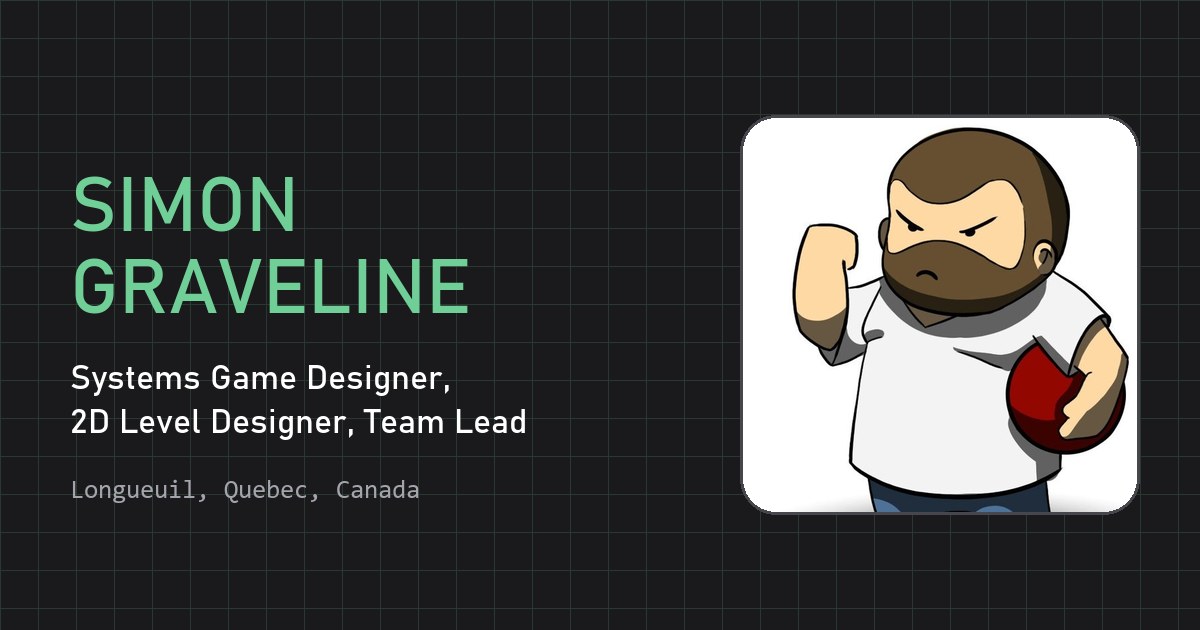 SIMON
GRAVELINE
Systems Game Designer,
2D Level Designer, Team Lead
Longueuil, Quebec, Canada